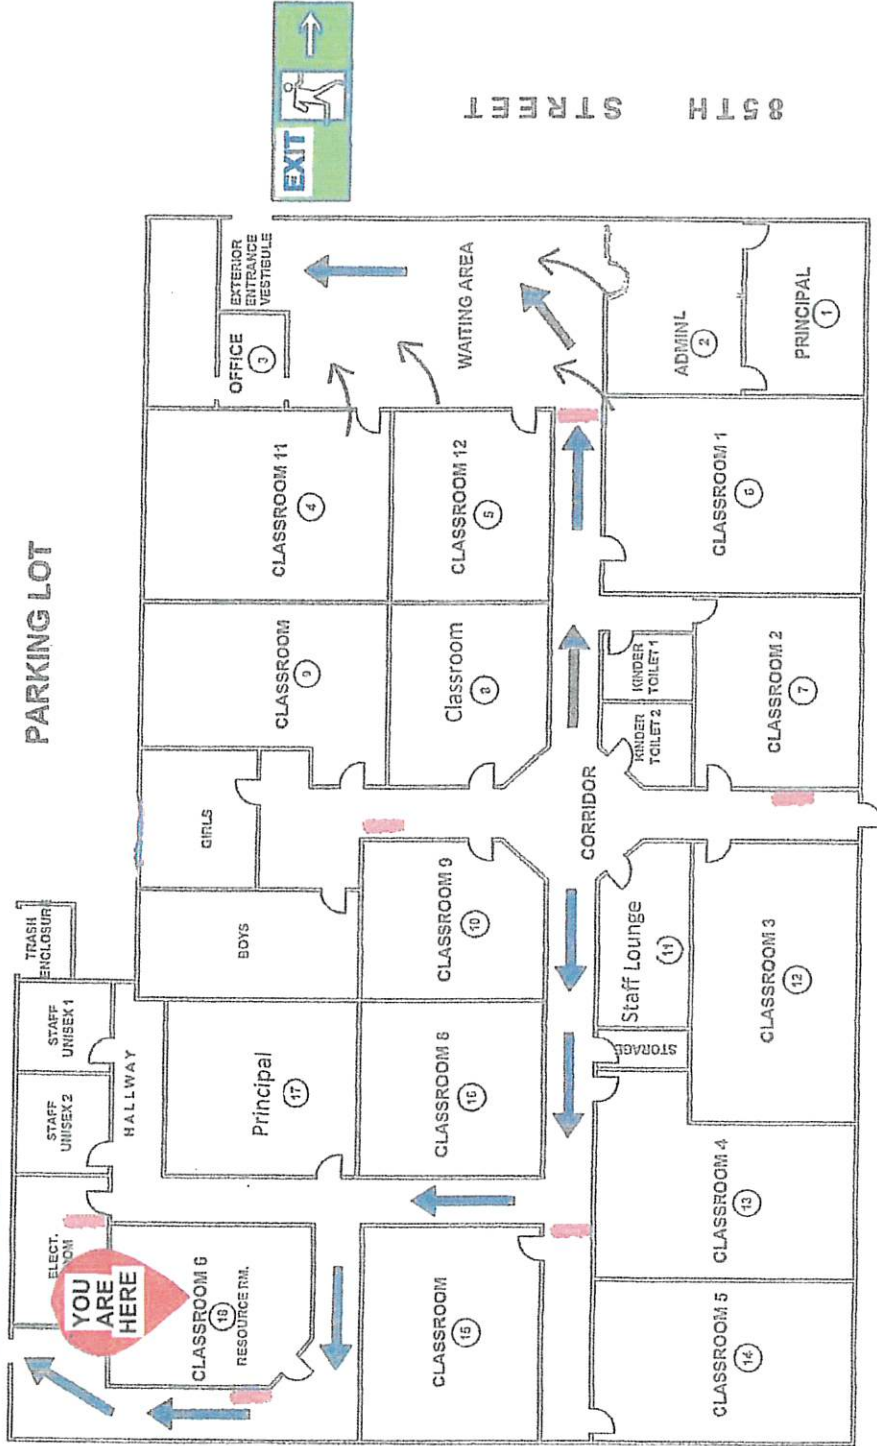 PARKING LOT
EXIT
85TH STREET
TRASH
ENCLOSURE
STAFF
UNISEX 1
STAFF
UNISEX 2
ELECT.
YOU
ARE
HERE
HALLWAY
CLASSROOM 6
18
RESOURCE RM.
Principal
17
BOYS
GIRLS
CLASSROOM
9
CLASSROOM 11
4
OFFICE
3
EXTERIOR
ENTRANCE
VESTIBULE
CLASSROOM
15
CLASSROOM 8
16
CLASSROOM 9
10
Classroom
8
CLASSROOM 12
5
WAITING AREA
CORRIDOR
STORAGE
Staff Lounge
11
KINDER
TOILET 2
KINDER
TOILET 1
CLASSROOM 5
14
CLASSROOM 4
13
CLASSROOM 3
12
CLASSROOM 2
7
CLASSROOM 1
6
ADMINL
2
PRINCIPAL
1